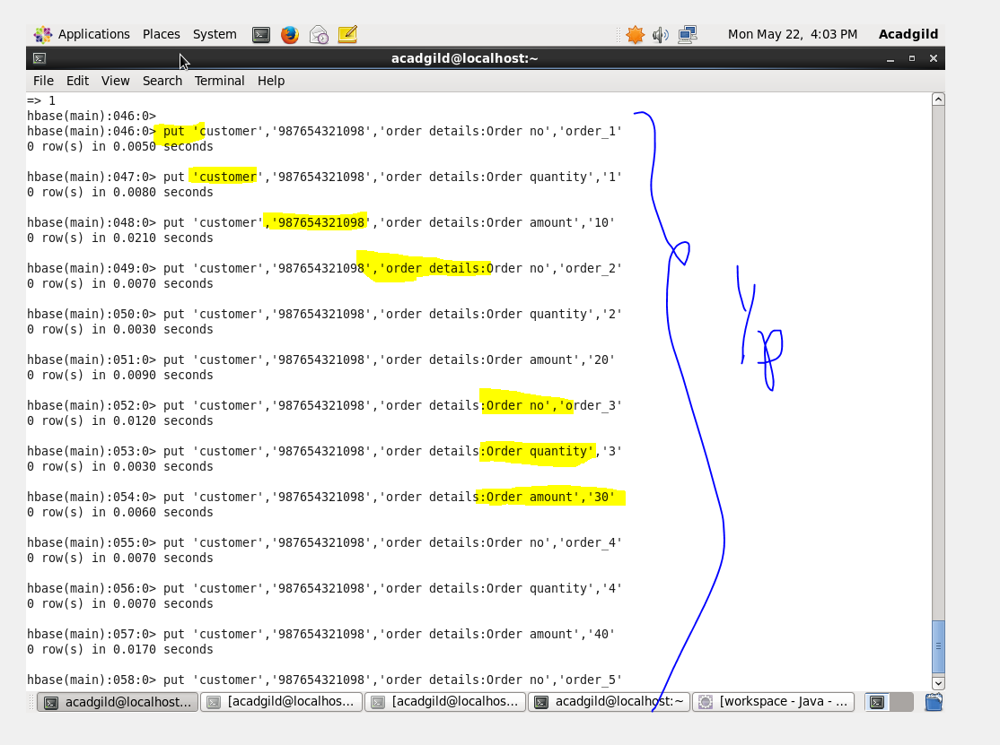 Applications Places System Mon May 22, 4:03 PM Acadgild
acadgild@localhost:~
File Edit View Search Terminal Help
=> 1
hbase(main):046:0>
hbase(main):046:0> put 'customer','987654321098','order details:Order no','order_1'
0 row(s) in 0.0050 seconds
hbase(main):047:0> put 'customer','987654321098','order details:Order quantity','1'
0 row(s) in 0.0080 seconds
hbase(main):048:0> put 'customer','987654321098','order details:Order amount','10'
0 row(s) in 0.0210 seconds
hbase(main):049:0> put 'customer','987654321098','order details:Order no','order_2'
0 row(s) in 0.0070 seconds
hbase(main):050:0> put 'customer','987654321098','order details:Order quantity','2'
0 row(s) in 0.0030 seconds
hbase(main):051:0> put 'customer','987654321098','order details:Order amount','20'
0 row(s) in 0.0090 seconds
hbase(main):052:0> put 'customer','987654321098','order details:Order no','order_3'
0 row(s) in 0.0120 seconds
hbase(main):053:0> put 'customer','987654321098','order details:Order quantity','3'
0 row(s) in 0.0030 seconds
hbase(main):054:0> put 'customer','987654321098','order details:Order amount','30'
0 row(s) in 0.0060 seconds
hbase(main):055:0> put 'customer','987654321098','order details:Order no','order_4'
0 row(s) in 0.0070 seconds
hbase(main):056:0> put 'customer','987654321098','order details:Order quantity','4'
0 row(s) in 0.0070 seconds
hbase(main):057:0> put 'customer','987654321098','order details:Order amount','40'
0 row(s) in 0.0170 seconds
hbase(main):058:0> put 'customer','987654321098','order details:Order no','order_5'
acadgild@localhost... [acadgild@localhos... [acadgild@localhos... acadgild@localhost:~ [workspace - Java - ...